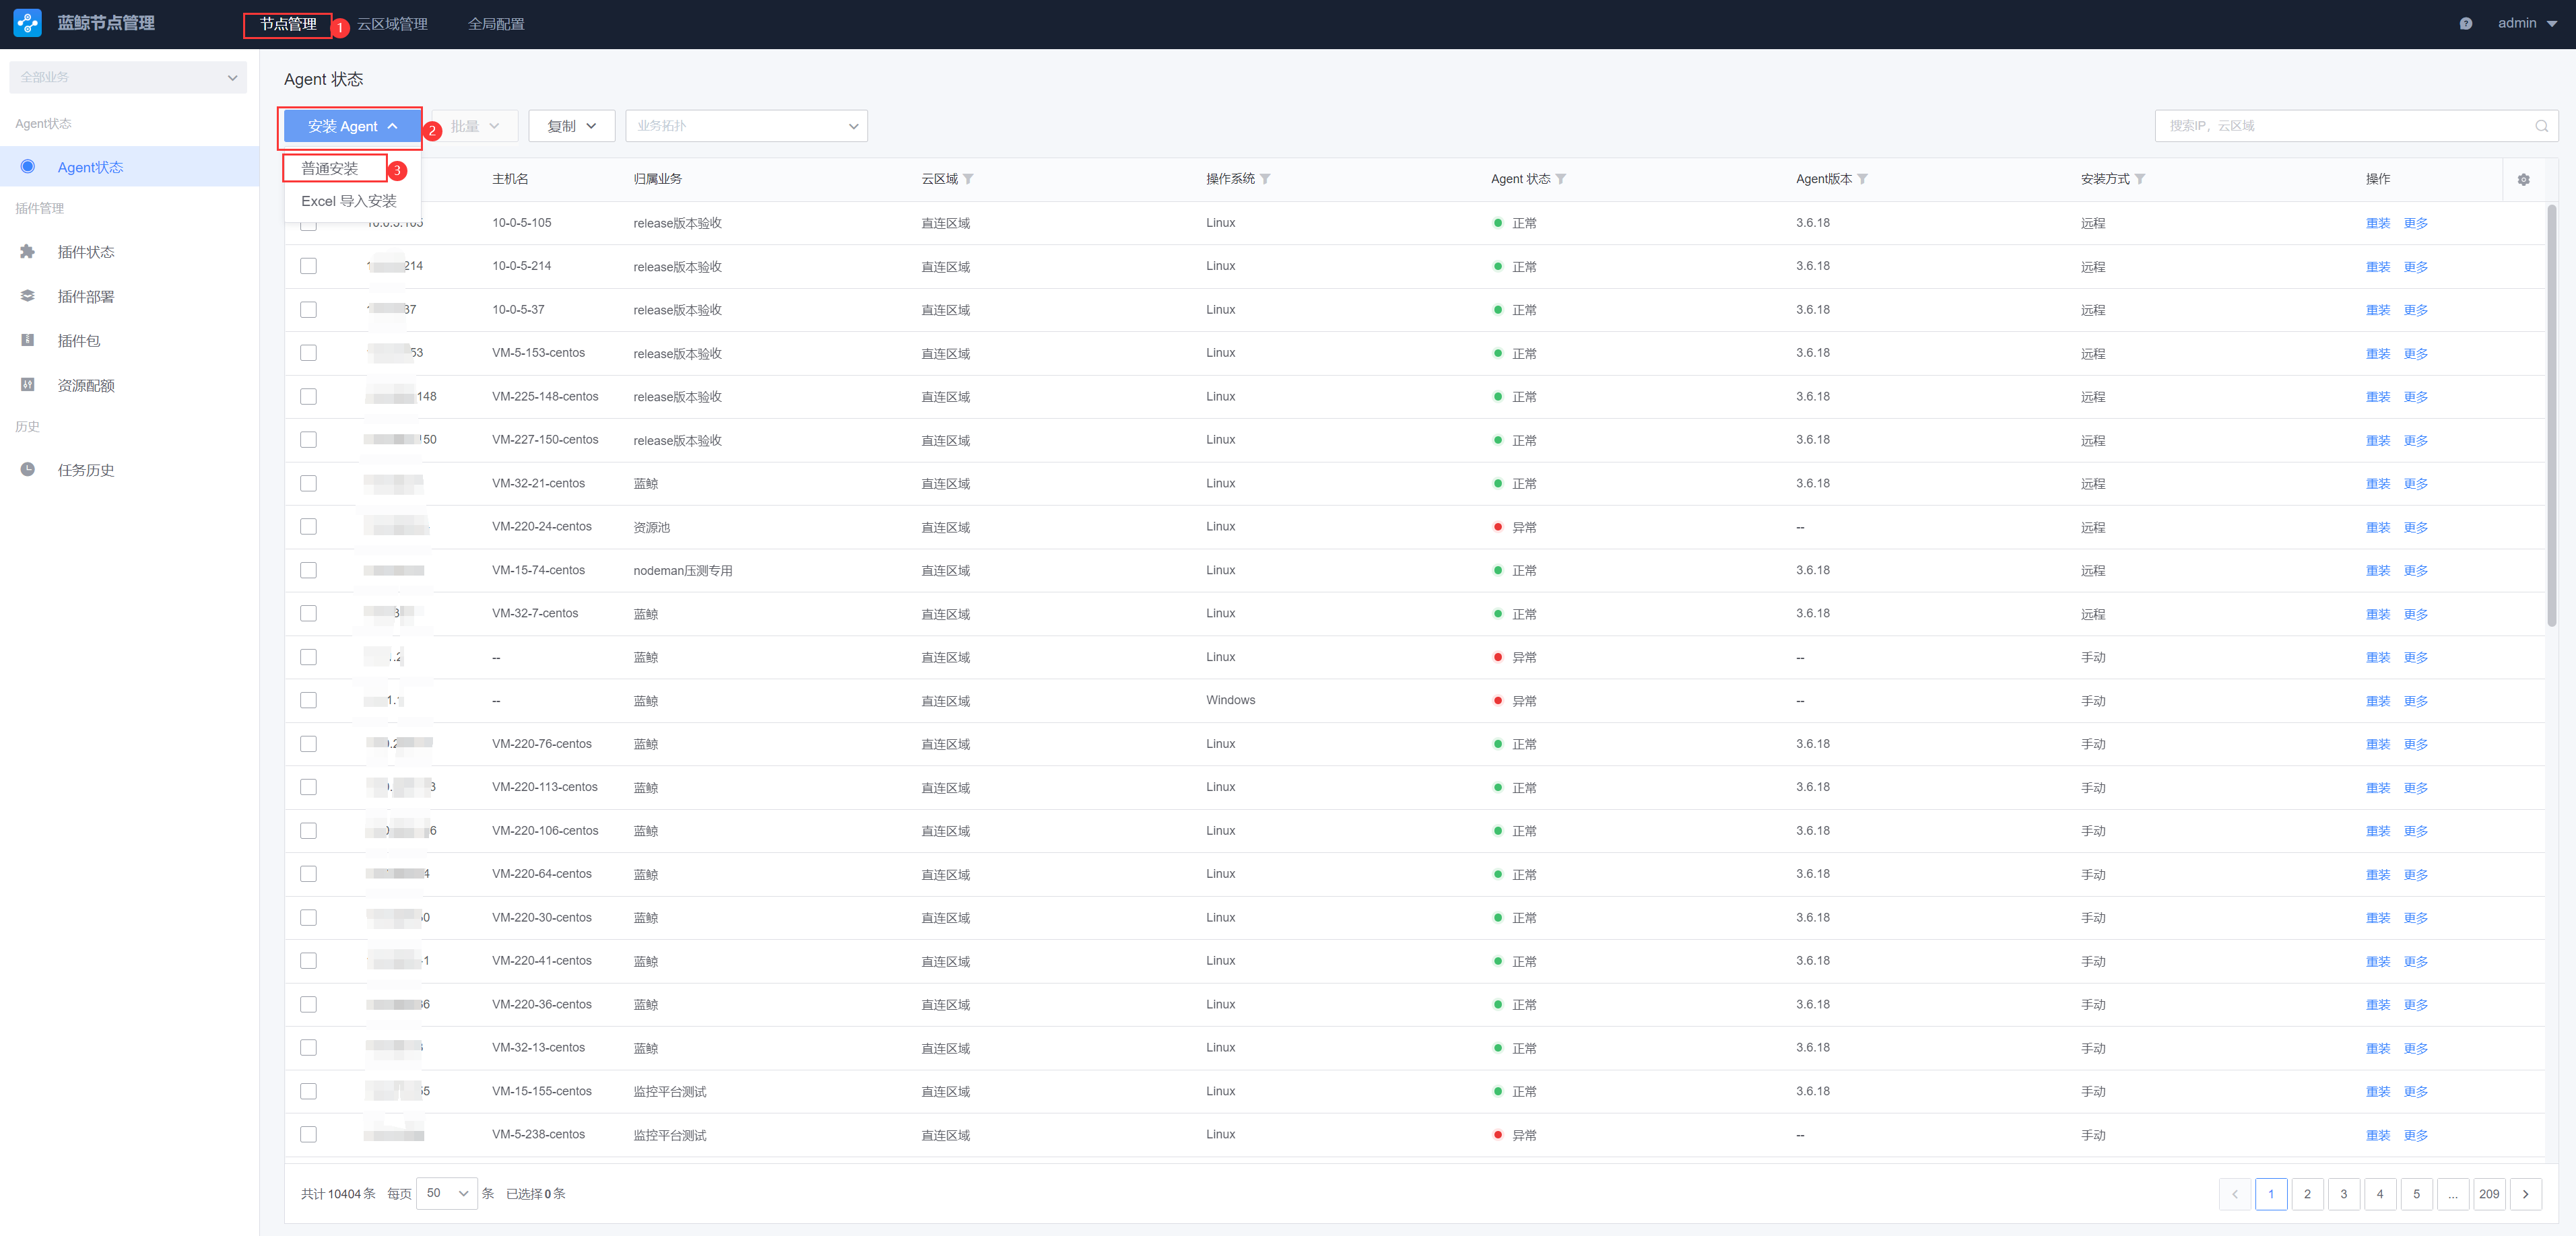 蓝鲸节点管理 节点管理 1 云区域管理 全局配置 admin
全部业务
Agent状态
Agent状态
插件管理
插件状态
插件部署
插件包
资源配额
历史
任务历史
Agent 状态
安装 Agent 2 批量 复制 业务拓扑 搜索IP，云区域
普通安装 3
Excel 导入安装
主机名 归属业务 云区域 操作系统 Agent 状态 Agent版本 安装方式 操作
10-0-5-105 release版本验收 直连区域 Linux 正常 3.6.18 远程 重装 更多
214 10-0-5-214 release版本验收 直连区域 Linux 正常 3.6.18 远程 重装 更多
37 10-0-5-37 release版本验收 直连区域 Linux 正常 3.6.18 远程 重装 更多
53 VM-5-153-centos release版本验收 直连区域 Linux 正常 3.6.18 远程 重装 更多
148 VM-225-148-centos release版本验收 直连区域 Linux 正常 3.6.18 远程 重装 更多
150 VM-227-150-centos release版本验收 直连区域 Linux 正常 3.6.18 远程 重装 更多
VM-32-21-centos 蓝鲸 直连区域 Linux 正常 3.6.18 远程 重装 更多
VM-220-24-centos 资源池 直连区域 Linux 异常 -- 远程 重装 更多
VM-15-74-centos nodeman压测专用 直连区域 Linux 正常 3.6.18 远程 重装 更多
VM-32-7-centos 蓝鲸 直连区域 Linux 正常 3.6.18 远程 重装 更多
-- 蓝鲸 直连区域 Linux 异常 -- 手动 重装 更多
-- 蓝鲸 直连区域 Windows 异常 -- 手动 重装 更多
VM-220-76-centos 蓝鲸 直连区域 Linux 正常 3.6.18 手动 重装 更多
VM-220-113-centos 蓝鲸 直连区域 Linux 正常 3.6.18 手动 重装 更多
VM-220-106-centos 蓝鲸 直连区域 Linux 正常 3.6.18 手动 重装 更多
VM-220-64-centos 蓝鲸 直连区域 Linux 正常 3.6.18 手动 重装 更多
VM-220-30-centos 蓝鲸 直连区域 Linux 正常 3.6.18 手动 重装 更多
VM-220-41-centos 蓝鲸 直连区域 Linux 正常 3.6.18 手动 重装 更多
VM-220-36-centos 蓝鲸 直连区域 Linux 正常 3.6.18 手动 重装 更多
VM-32-13-centos 蓝鲸 直连区域 Linux 正常 3.6.18 手动 重装 更多
VM-15-155-centos 监控平台测试 直连区域 Linux 正常 3.6.18 手动 重装 更多
VM-5-238-centos 监控平台测试 直连区域 Linux 异常 -- 手动 重装 更多
共计 10404 条 每页 50 条 已选择 0 条 1 2 3 4 5 ... 209